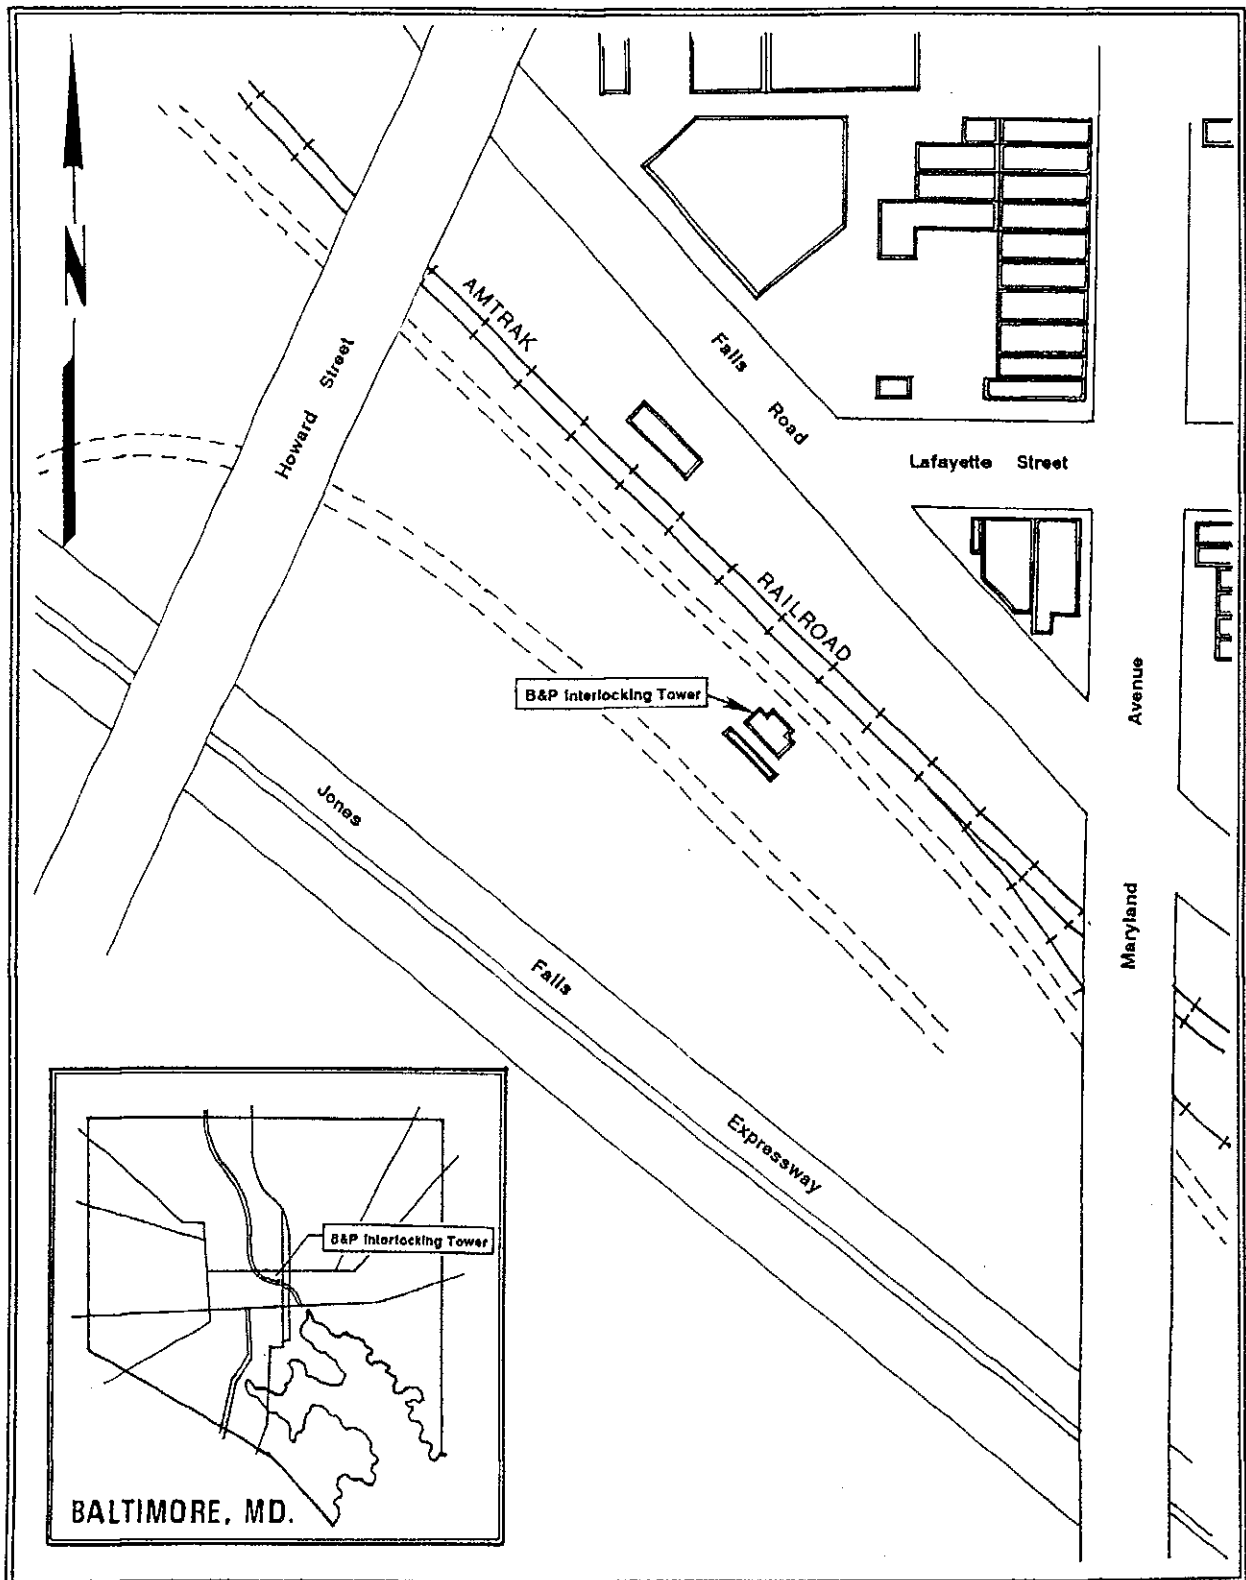 N
AMTRAK
Howard Street
Falls
Road
Lafayette Street
RAILROAD
B&P Interlocking Tower
Avenue
Maryland
Jones
Falls
Expressway
B&P Interlocking Tower
BALTIMORE, MD.